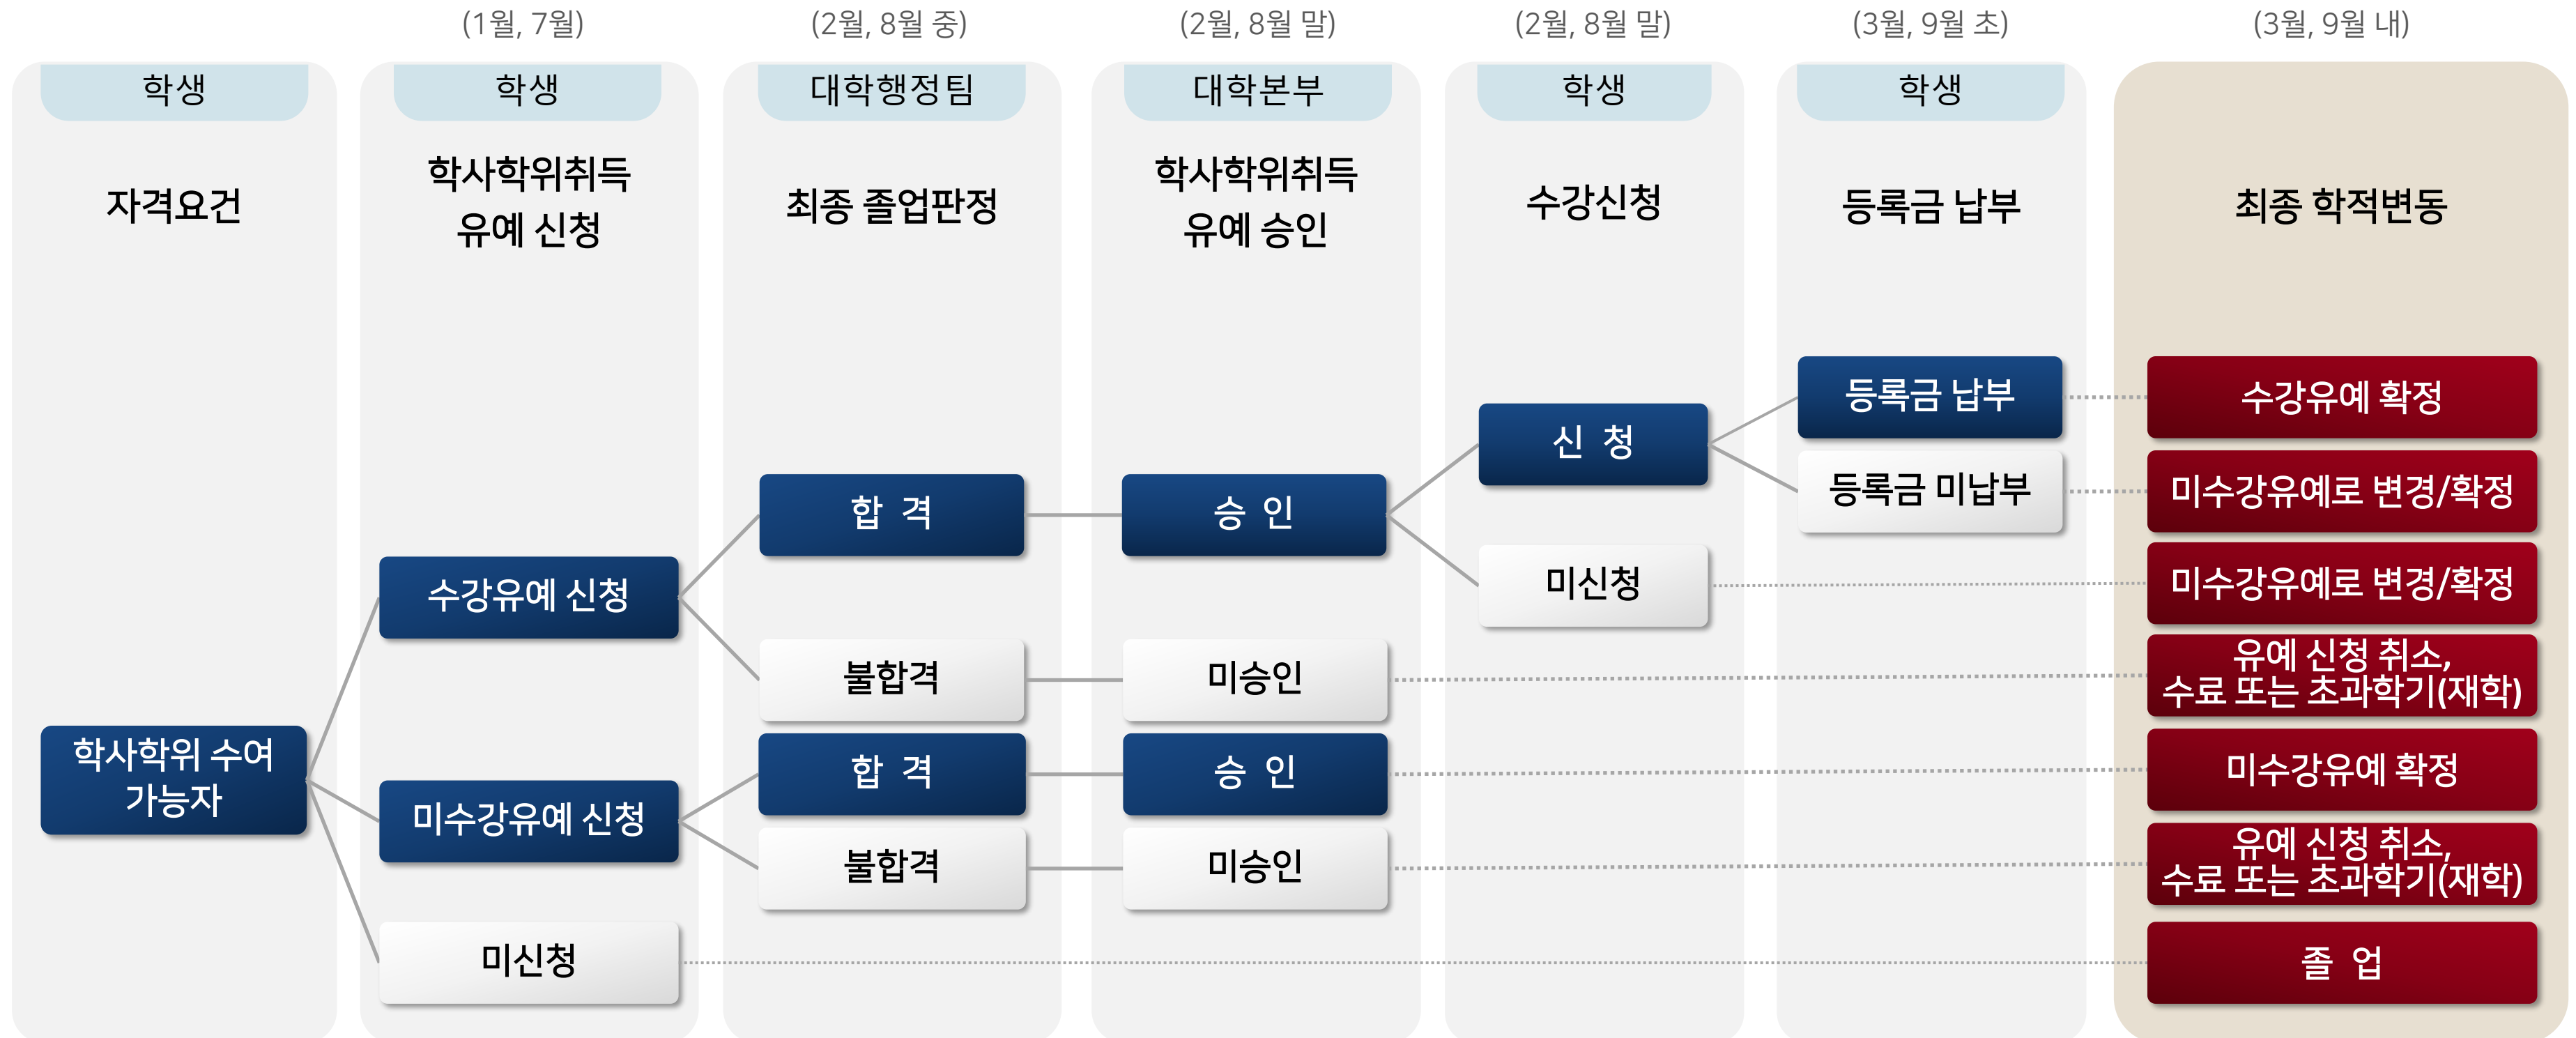 (1월, 7월)
(2월, 8월 중)
(2월, 8월 말)
(2월, 8월 말)
(3월, 9월 초)
(3월, 9월 내)
학생
학생
대학행정팀
대학본부
학생
학생
자격요건
학사학위취득
유예 신청
최종 졸업판정
학사학위취득
유예 승인
수강신청
등록금 납부
최종 학적변동
학사학위 수여
가능자
수강유예 신청
미수강유예 신청
미신청
합 격
불합격
합 격
불합격
승 인
미승인
승 인
미승인
신 청
미신청
등록금 납부
등록금 미납부
수강유예 확정
미수강유예로 변경/확정
미수강유예로 변경/확정
유예 신청 취소,
수료 또는 초과학기(재학)
미수강유예 확정
유예 신청 취소,
수료 또는 초과학기(재학)
졸 업